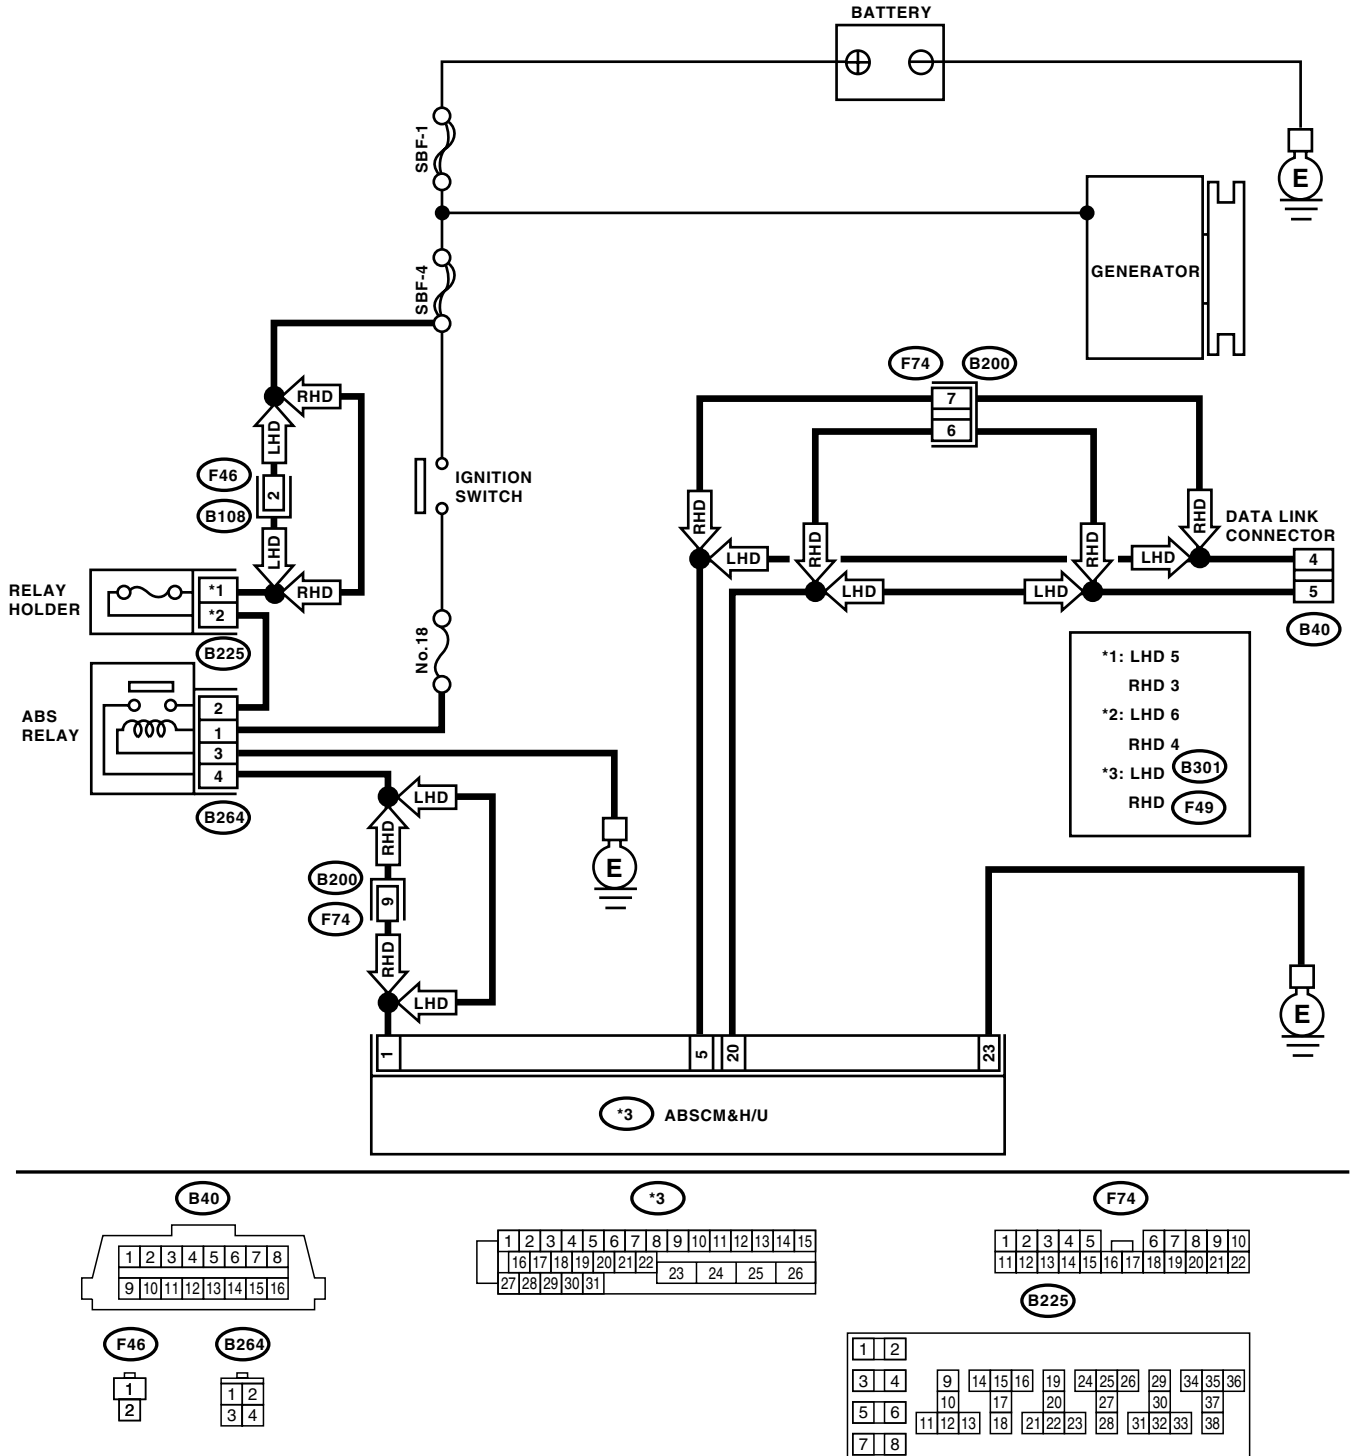 BATTERY
SBF-1
E
GENERATOR
SBF-4
F74 B200
7
6
RHD
LHD
F46
B108
2
LHD
RHD
IGNITION
SWITCH
RHD
RHD
RHD
RHD
DATA LINK
CONNECTOR
LHD
LHD
4
LHD
LHD
5
B40
RELAY
HOLDER
*1
*2
B225
No.18
*1: LHD 5
RHD 3
*2: LHD 6
RHD 4
*3: LHD B301
RHD F49
ABS
RELAY
2
1
3
4
B264
LHD
RHD
B200
F74
9
RHD
LHD
E
E
1
5
20
23
*3 ABSCM&H/U
B40
1 2 3 4 5 6 7 8
9 10 11 12 13 14 15 16
*3
1 2 3 4 5 6 7 8 9 10 11 12 13 14 15
16 17 18 19 20 21 22
23 24 25 26
27 28 29 30 31
F74
1 2 3 4 5 6 7 8 9 10
11 12 13 14 15 16 17 18 19 20 21 22
F46
1
2
B264
1 2
3 4
B225
1 2
3 4 9 14 15 16 19 24 25 26 29 34 35 36
10 17 20 27 30 37
5 6 11 12 13 18 21 22 23 28 31 32 33 38
7 8